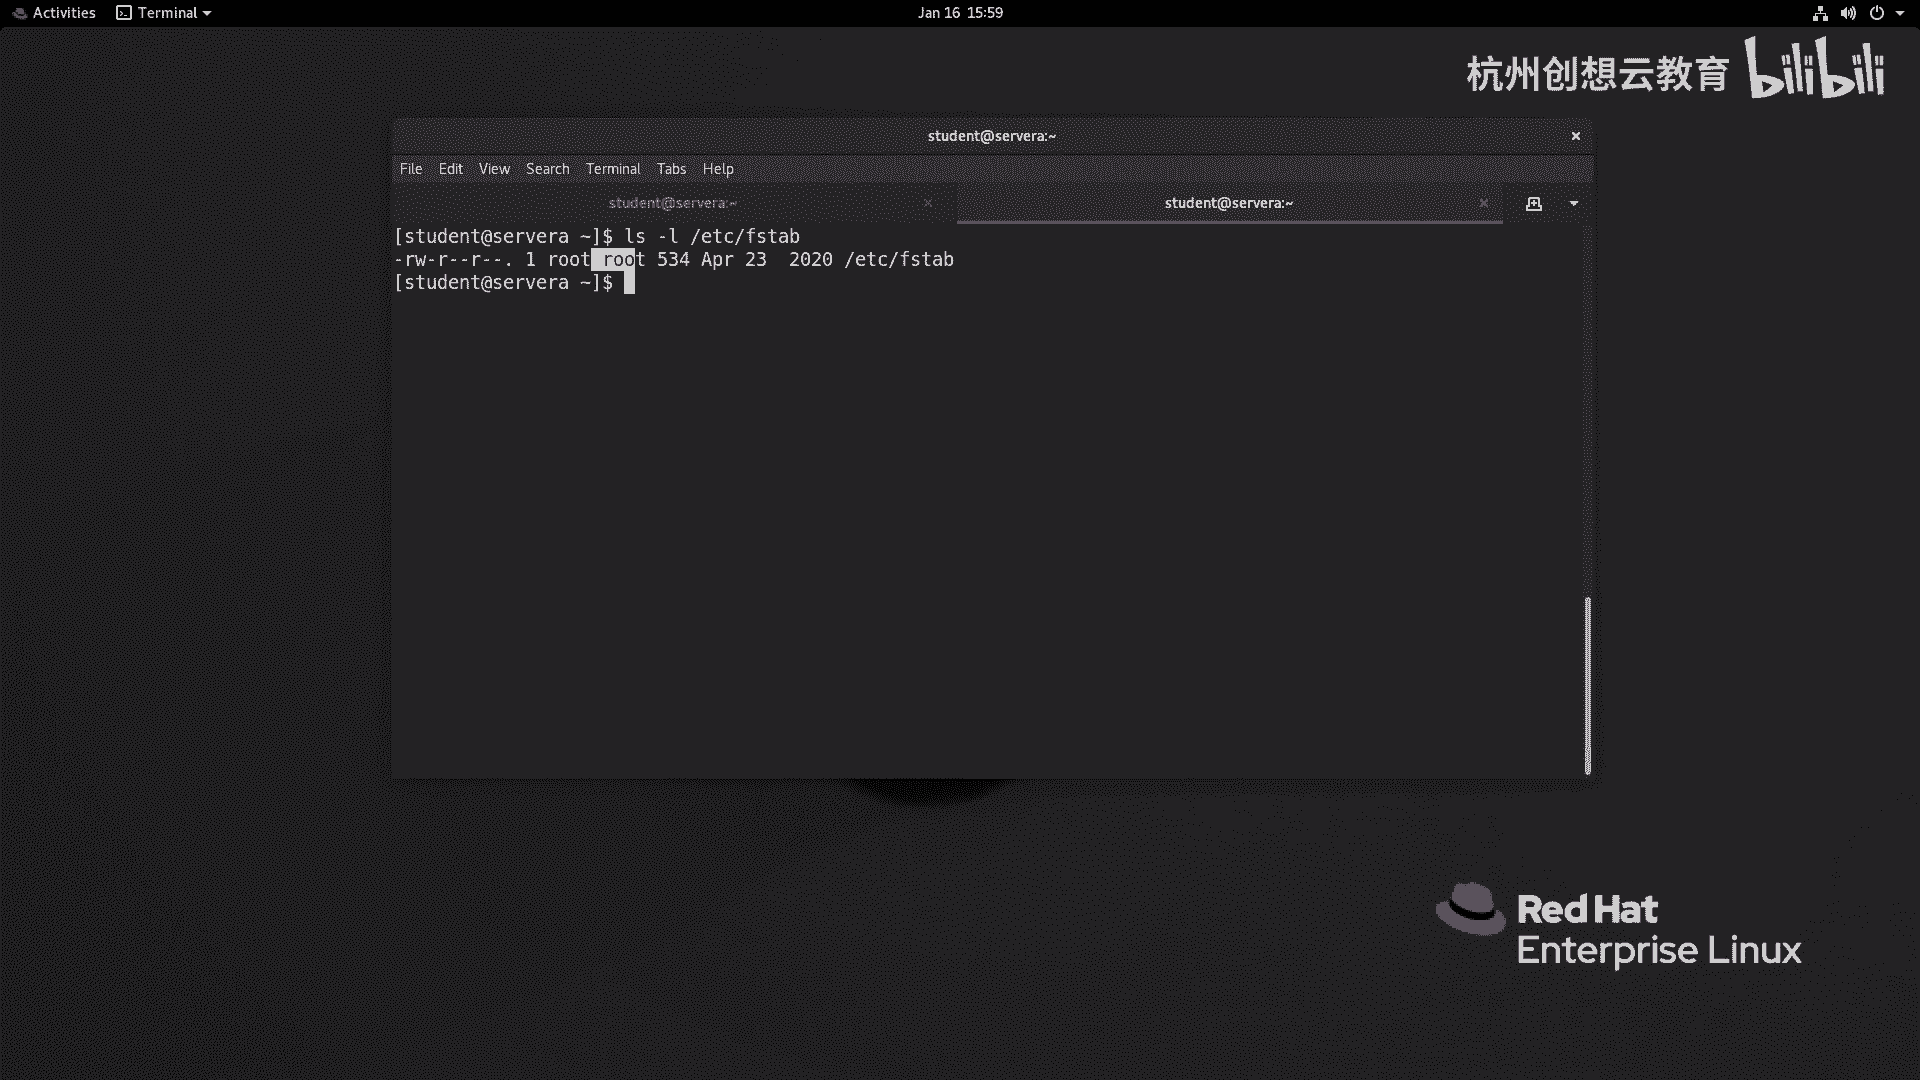 Activities Terminal Jan 16 15:59
杭州创想云教育 bilibili
student@servera:~
File Edit View Search Terminal Tabs Help
student@servera:~ student@servera:~
[student@servera ~]$ ls -l /etc/fstab
-rw-r--r--. 1 root root 534 Apr 23  2020 /etc/fstab
[student@servera ~]$
Red Hat
Enterprise Linux